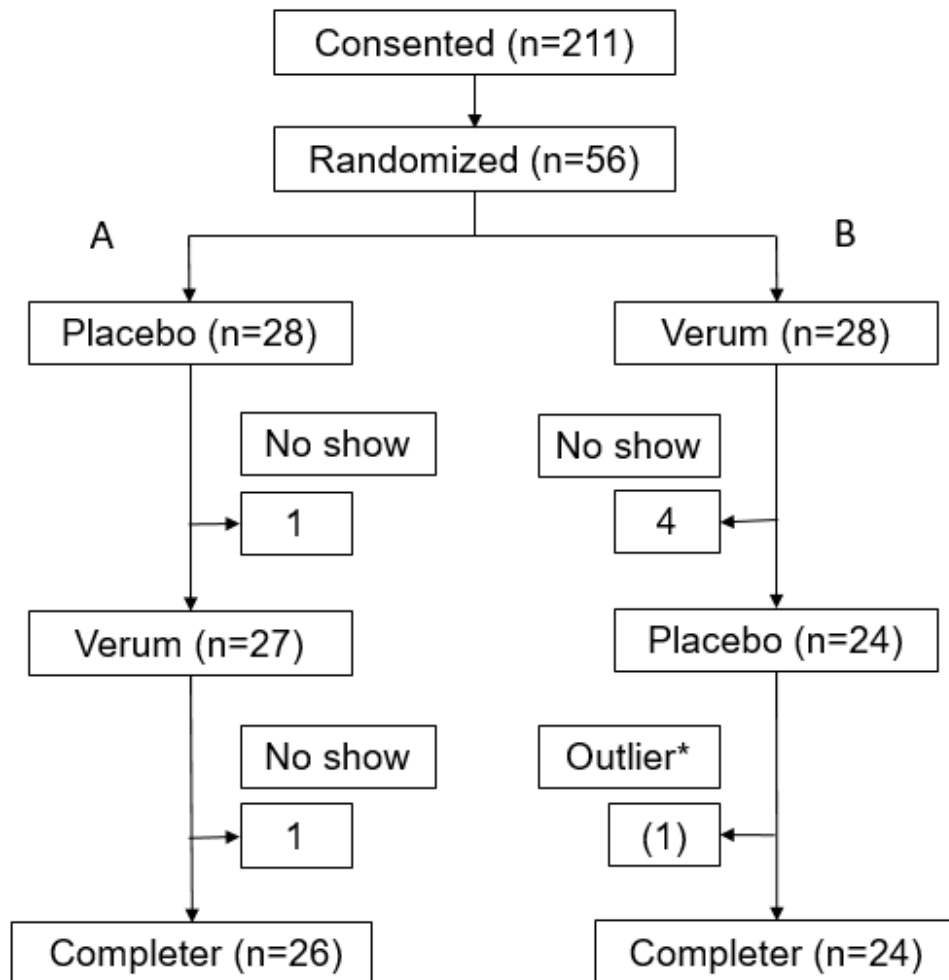 Consented (n=211)
Randomized (n=56)
A
B
Placebo (n=28)
Verum (n=28)
No show
No show
1
4
Verum (n=27)
Placebo (n=24)
No show
Outlier*
1
(1)
Completer (n=26)
Completer (n=24)